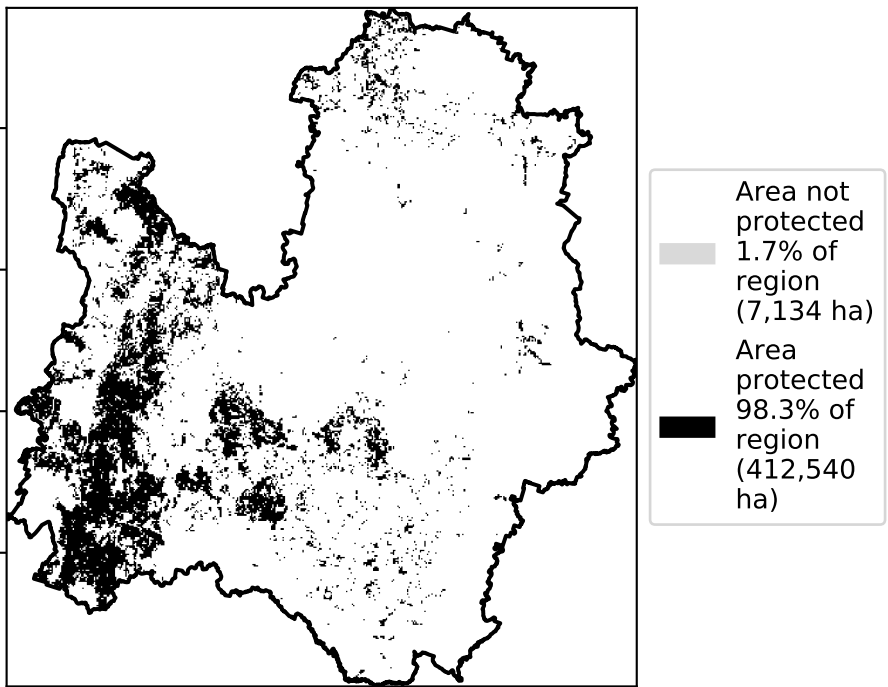 Area not
protected
1.7% of
region
(7,134 ha)
Area
protected
98.3% of
region
(412,540
ha)